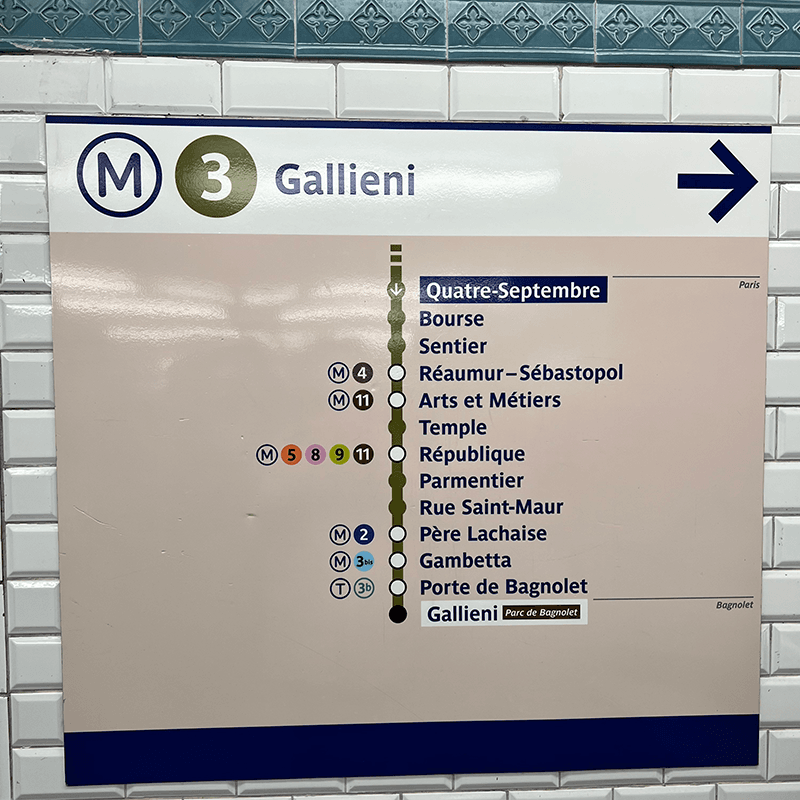 M 3 Gallieni
Quatre-Septembre
Paris
Bourse
Sentier
M 4 Réaumur–Sébastopol
M 11 Arts et Métiers
Temple
M 5 8 9 11 République
Parmentier
Rue Saint-Maur
M 2 Père Lachaise
M 3bis Gambetta
T 3b Porte de Bagnolet
Gallieni Parc de Bagnolet
Bagnolet